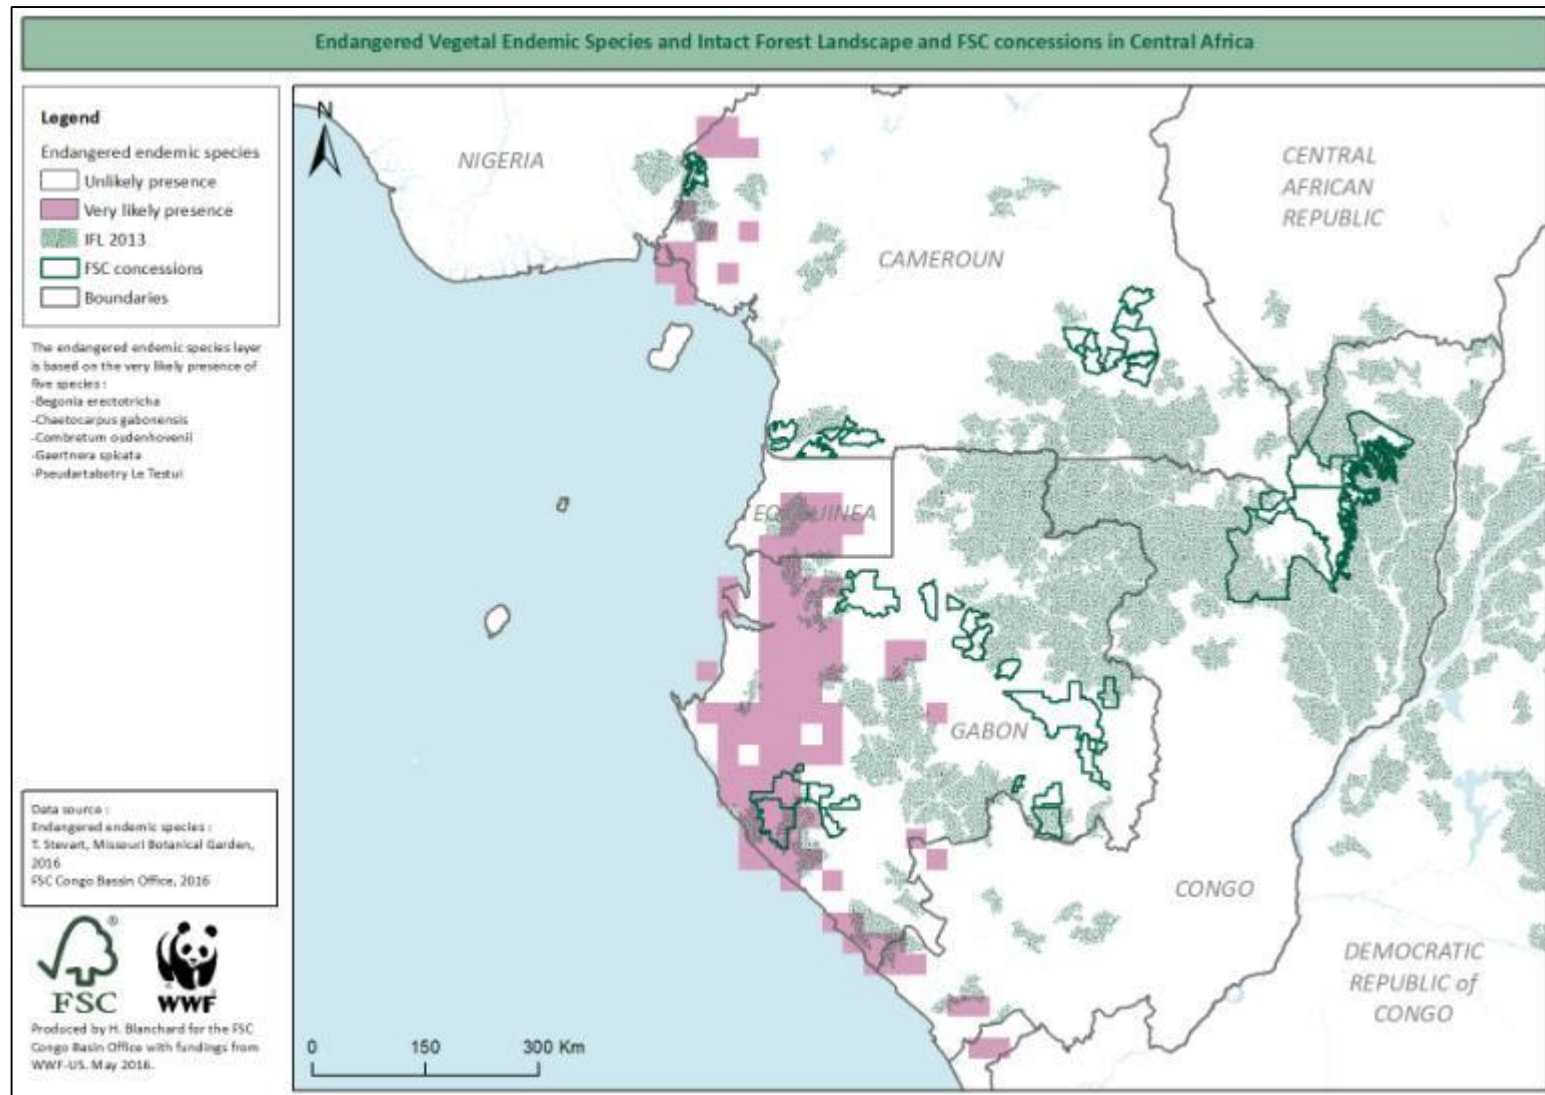 Endangered Vegetal Endemic Species and Intact Forest Landscape and FSC concessions in Central Africa
Legend
Endangered endemic species
Unlikely presence
Very likely presence
IFL 2013
FSC concessions
Boundaries
The endangered endemic species layer
is based on the very likely presence of
five species :
-Begonia erectotricha
-Chaetocarpus gabonensis
-Combretum oudenhovenii
-Gaertnera spicata
-Pseudartabotry Le Testui
Data source :
Endangered endemic species :
T. Stevart, Missouri Botanical Garden,
2016
FSC Congo Bassin Office, 2016
®
FSC
WWF
Produced by H. Blanchard for the FSC
Congo Basin Office with fundings from
WWF-US. May 2016.
N
NIGERIA
CENTRAL
AFRICAN
REPUBLIC
CAMEROUN
EQ. GUINEA
GABON
CONGO
DEMOCRATIC
REPUBLIC of
CONGO
0 150 300 Km